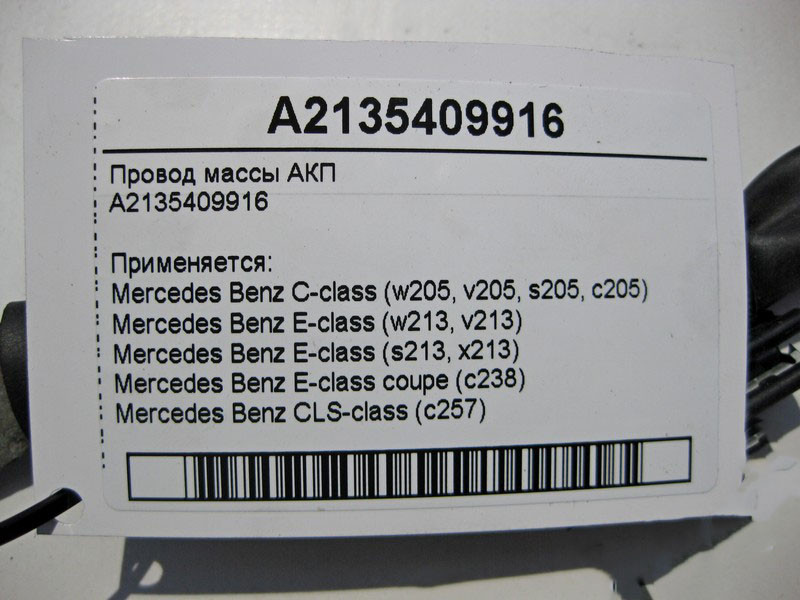 A2135409916
Провод массы АКП
A2135409916
Применяется:
Mercedes Benz C-class (w205, v205, s205, c205)
Mercedes Benz E-class (w213, v213)
Mercedes Benz E-class (s213, x213)
Mercedes Benz E-class coupe (c238)
Mercedes Benz CLS-class (c257)